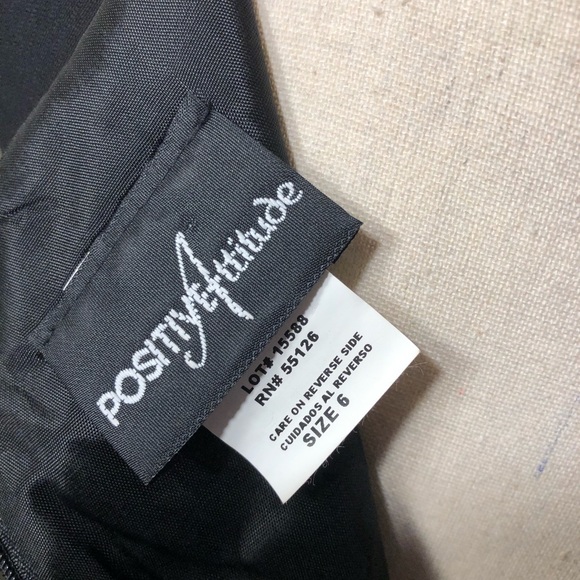 POSITIVE Attitude
LOT# 15588
RN# 55126
CARE ON REVERSE SIDE
CUIDADOS AL REVERSO
SIZE 6